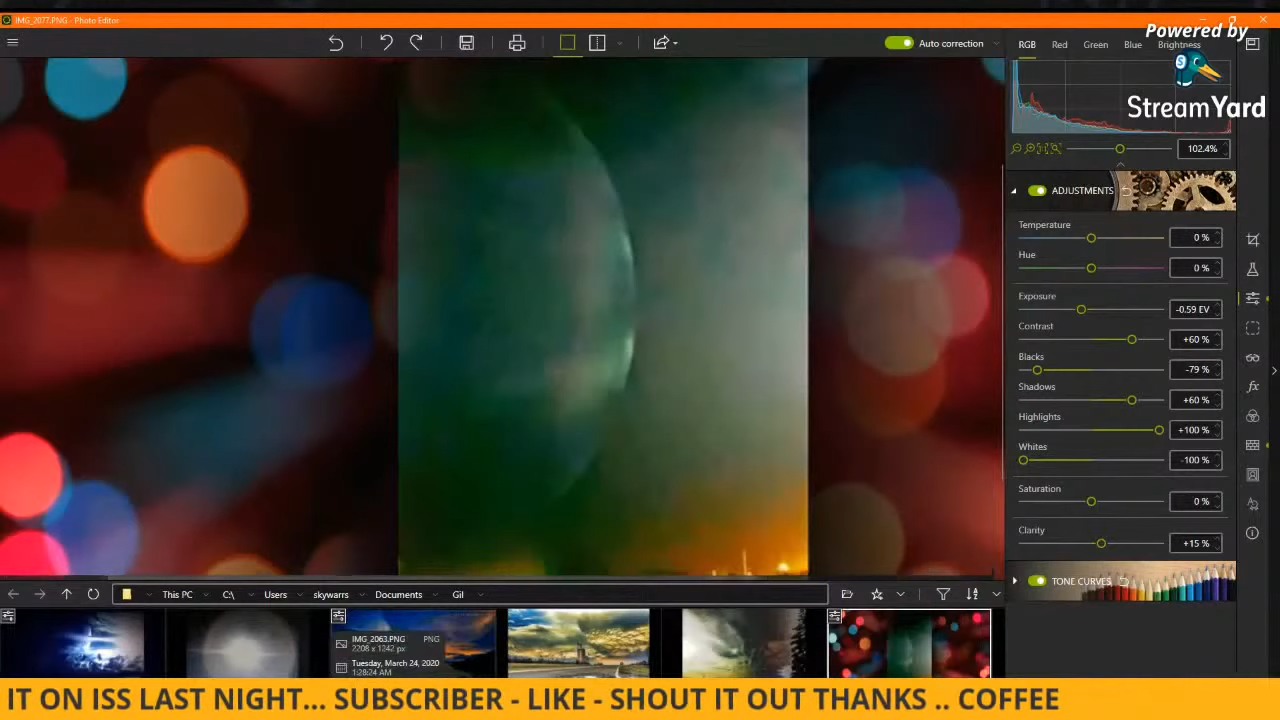 IMG_2077.PNG - Photo Editor
Powered by
StreamYard
Auto correction
RGB Red Green Blue Brightness
102.4%
ADJUSTMENTS
Temperature
0 %
Hue
0 %
Exposure
-0.59 EV
Contrast
+60 %
Blacks
-79 %
Shadows
+60 %
Highlights
+100 %
Whites
-100 %
Saturation
0 %
Clarity
+15 %
TONE CURVES
This PC C:\ Users skywarrs Documents Gil
IMG_2063.PNG PNG
2208 x 1242 px
Tuesday, March 24, 2020
1:28:24 AM
IT ON ISS LAST NIGHT... SUBSCRIBER - LIKE - SHOUT IT OUT THANKS .. COFFEE